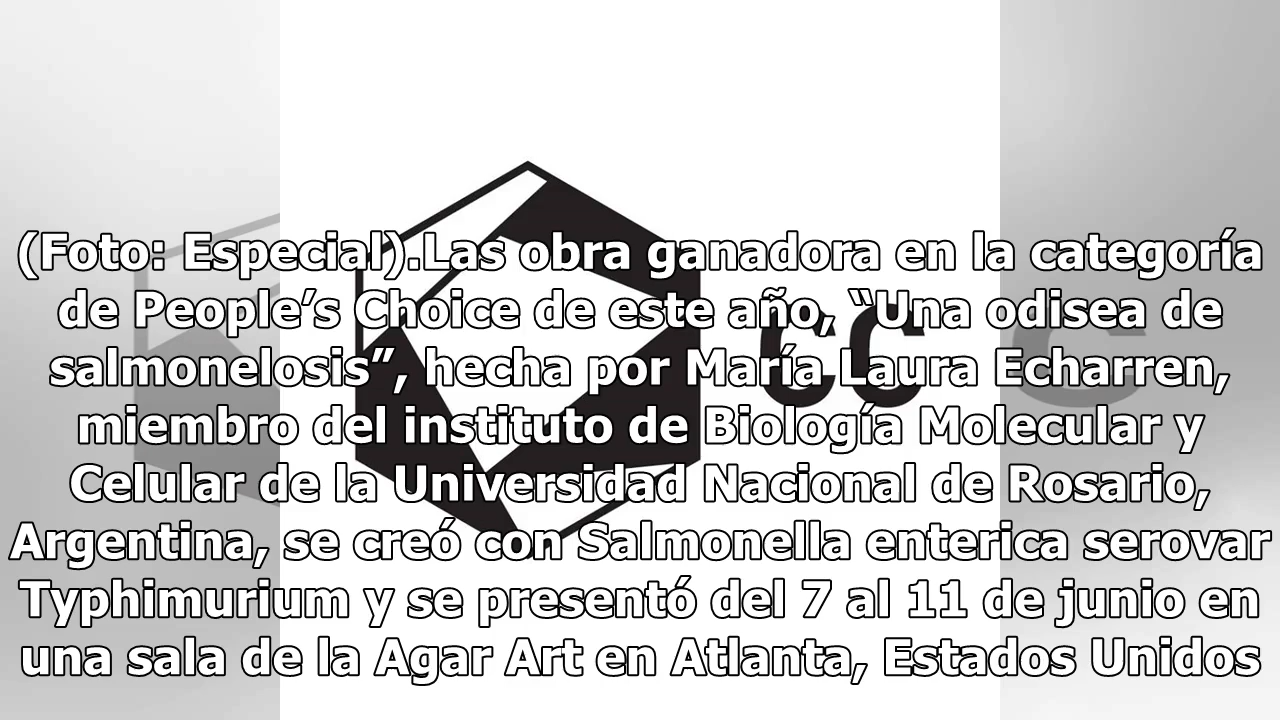 (Foto: Especial).Las obra ganadora en la categoría
de People’s Choice de este año, “Una odisea de
salmonelosis”, hecha por María Laura Echarren,
miembro del instituto de Biología Molecular y
Celular de la Universidad Nacional de Rosario,
Argentina, se creó con Salmonella enterica serovar
Typhimurium y se presentó del 7 al 11 de junio en
una sala de la Agar Art en Atlanta, Estados Unidos
CC
C